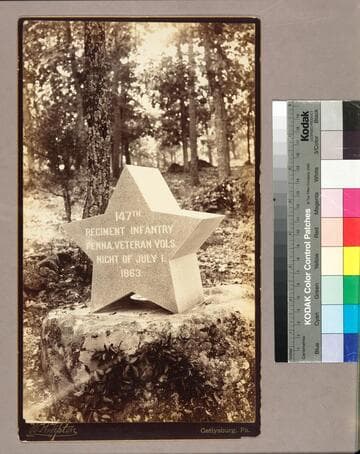 147TH
REGIMENT INFANTRY
PENNA. VETERAN VOLS.
NIGHT OF JULY 1.
1863.
Tipton
Gettysburg, Pa.
Kodak
KODAK Color Control Patches
Blue
Cyan
Green
Yellow
Red
Magenta
White
3/Color
Black